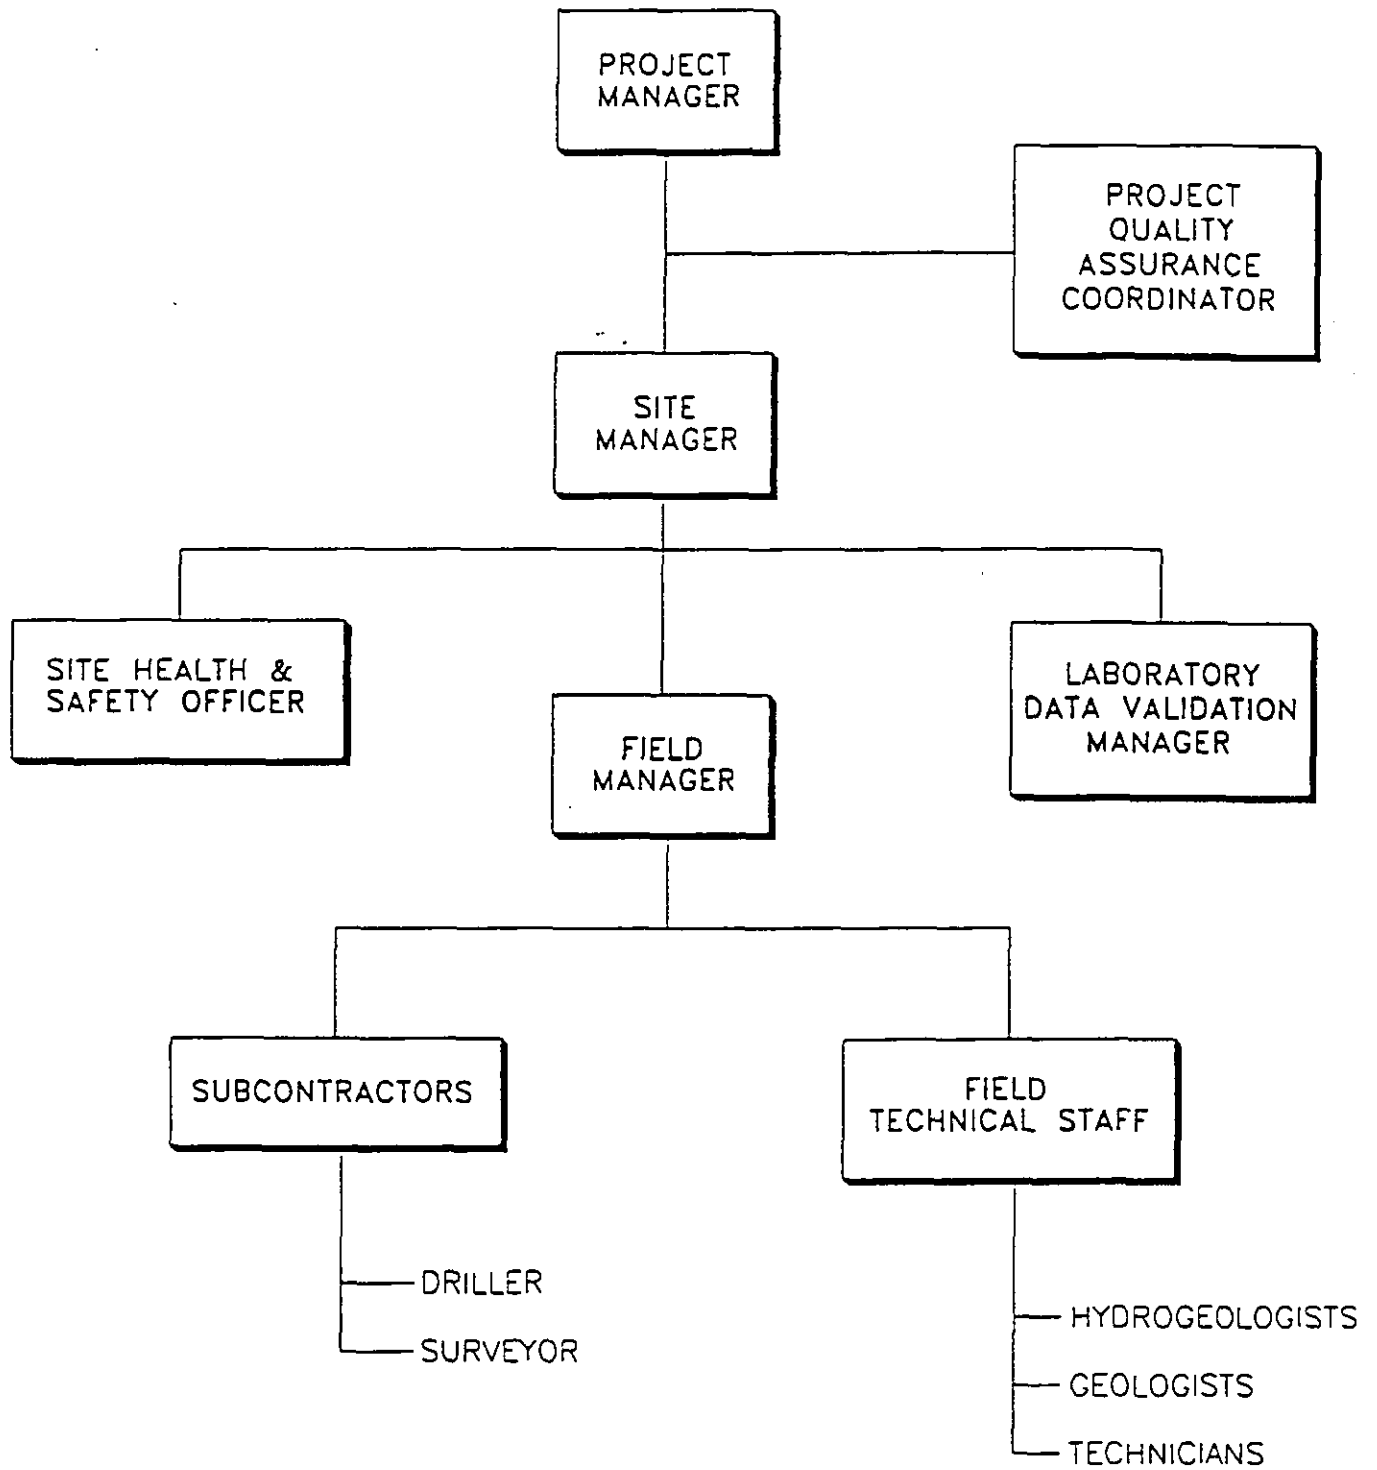 PROJECT
MANAGER
PROJECT
QUALITY
ASSURANCE
COORDINATOR
SITE
MANAGER
SITE HEALTH &
SAFETY OFFICER
FIELD
MANAGER
LABORATORY
DATA VALIDATION
MANAGER
SUBCONTRACTORS
FIELD
TECHNICAL STAFF
DRILLER
SURVEYOR
HYDROGEOLOGISTS
GEOLOGISTS
TECHNICIANS